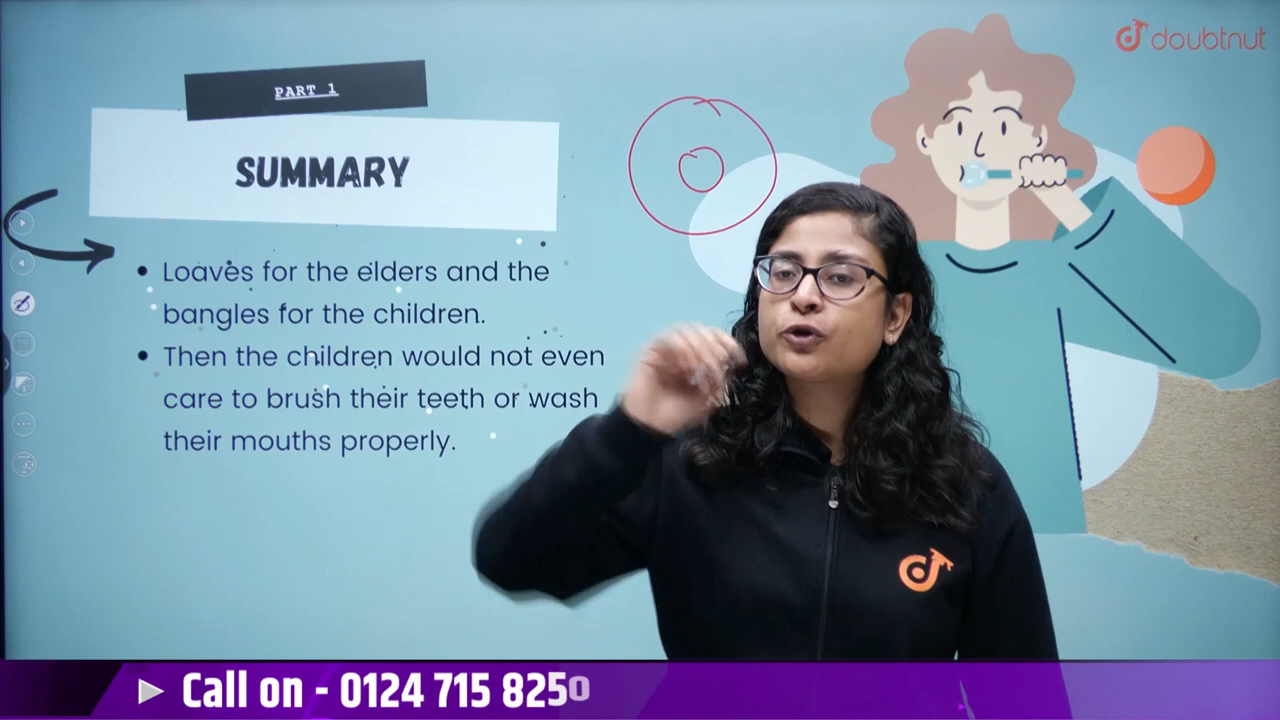 doubtnut
PART 1
SUMMARY
• Loaves for the elders and the
bangles for the children.
• Then the children would not even
care to brush their teeth or wash
their mouths properly.
Call on - 0124 715 8250